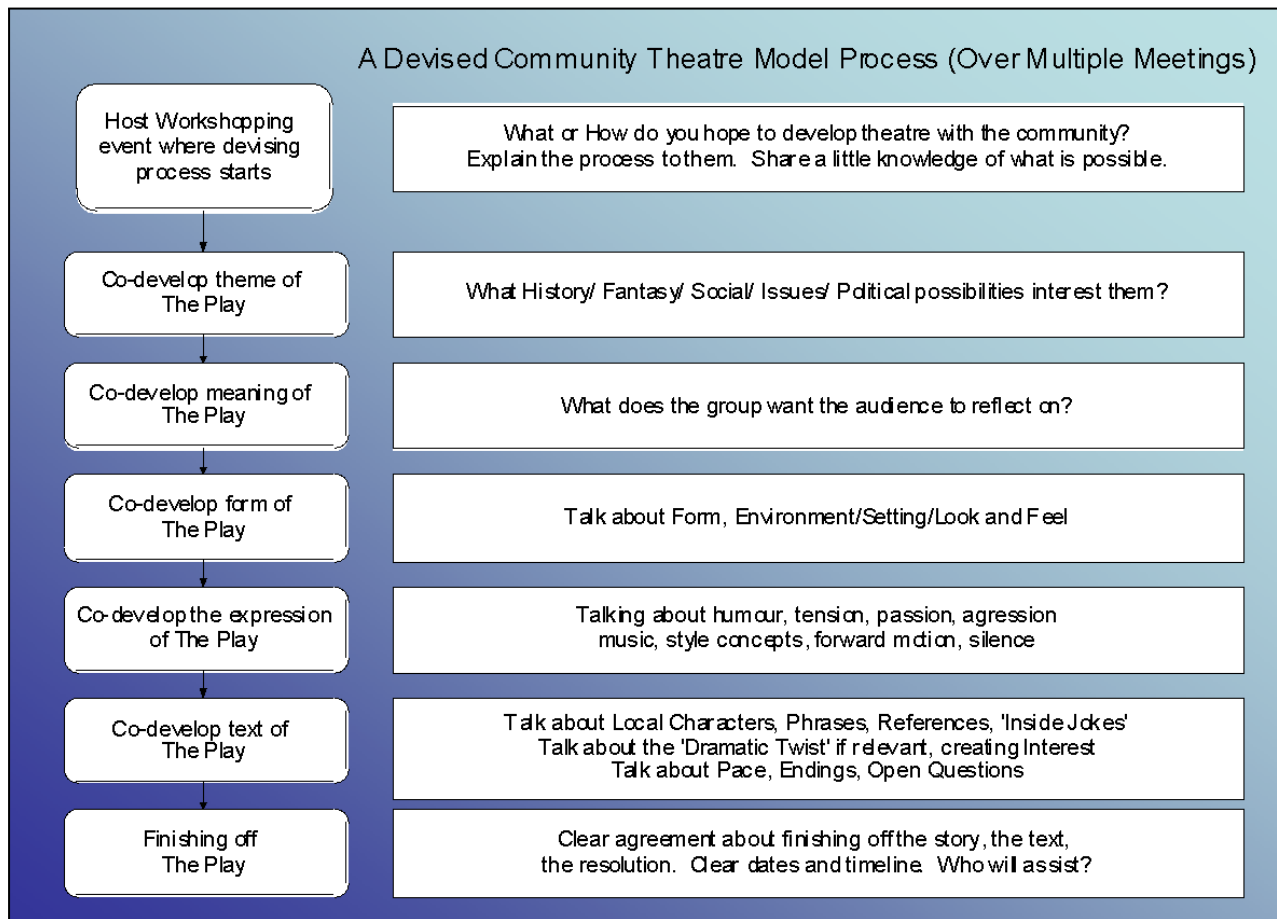 A Devised Community Theatre Model Process (Over Multiple Meetings)
Host Workshopping
event where devising
process starts
What or How do you hope to develop theatre with the community?
Explain the process to them. Share a little knowledge of what is possible.
Co-develop theme of
The Play
What History/ Fantasy/ Social/ Issues/ Political possibilities interest them?
Co-develop meaning of
The Play
What does the group want the audience to reflect on?
Co-develop form of
The Play
Talk about Form, Environment/Setting/Look and Feel
Co-develop the expression
of The Play
Talking about humour, tension, passion, agression
music, style concepts, forward motion, silence
Co-develop text of
The Play
Talk about Local Characters, Phrases, References, 'Inside Jokes'
Talk about the 'Dramatic Twist' if relevant, creating Interest
Talk about Pace, Endings, Open Questions
Finishing off
The Play
Clear agreement about finishing off the story, the text,
the resolution. Clear dates and timeline. Who will assist?